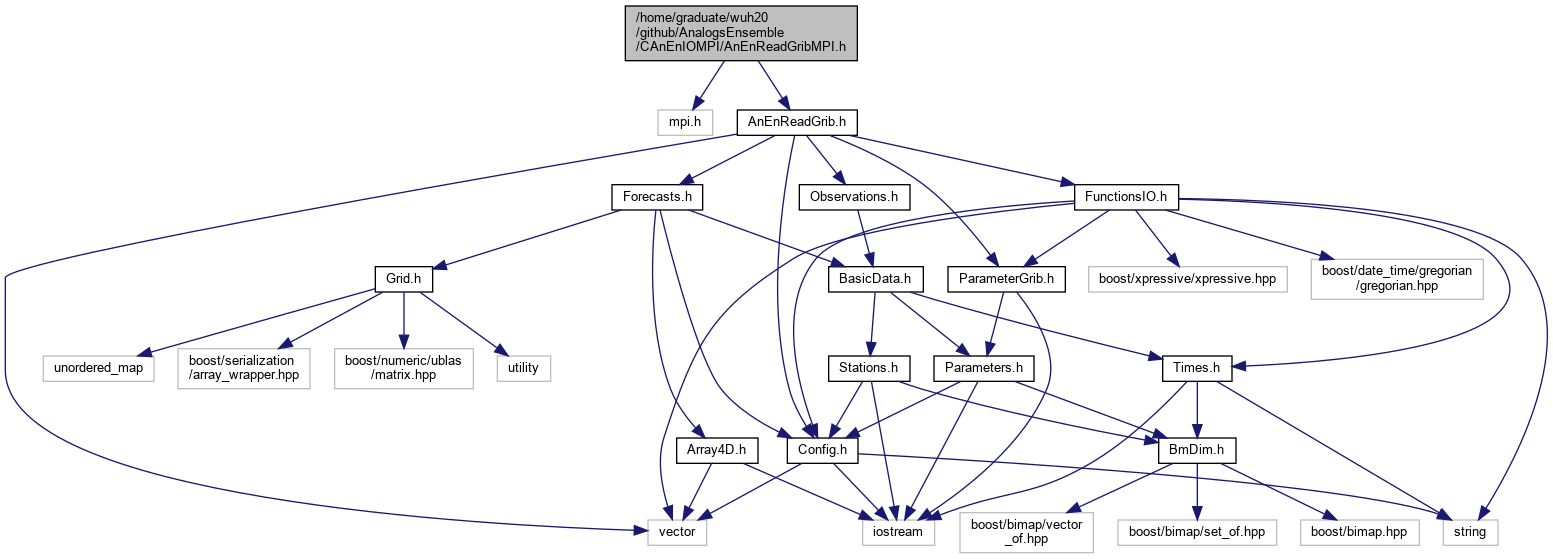 /home/graduate/wuh20
/github/AnalogsEnsemble
/CAnEnIOMPI/AnEnReadGribMPI.h
mpi.h
AnEnReadGrib.h
Forecasts.h
Observations.h
FunctionsIO.h
Grid.h
BasicData.h
ParameterGrib.h
boost/xpressive/xpressive.hpp
boost/date_time/gregorian
/gregorian.hpp
unordered_map
boost/serialization
/array_wrapper.hpp
boost/numeric/ublas
/matrix.hpp
utility
Stations.h
Parameters.h
Times.h
Array4D.h
Config.h
BmDim.h
vector
iostream
boost/bimap/vector
_of.hpp
boost/bimap/set_of.hpp
boost/bimap.hpp
string